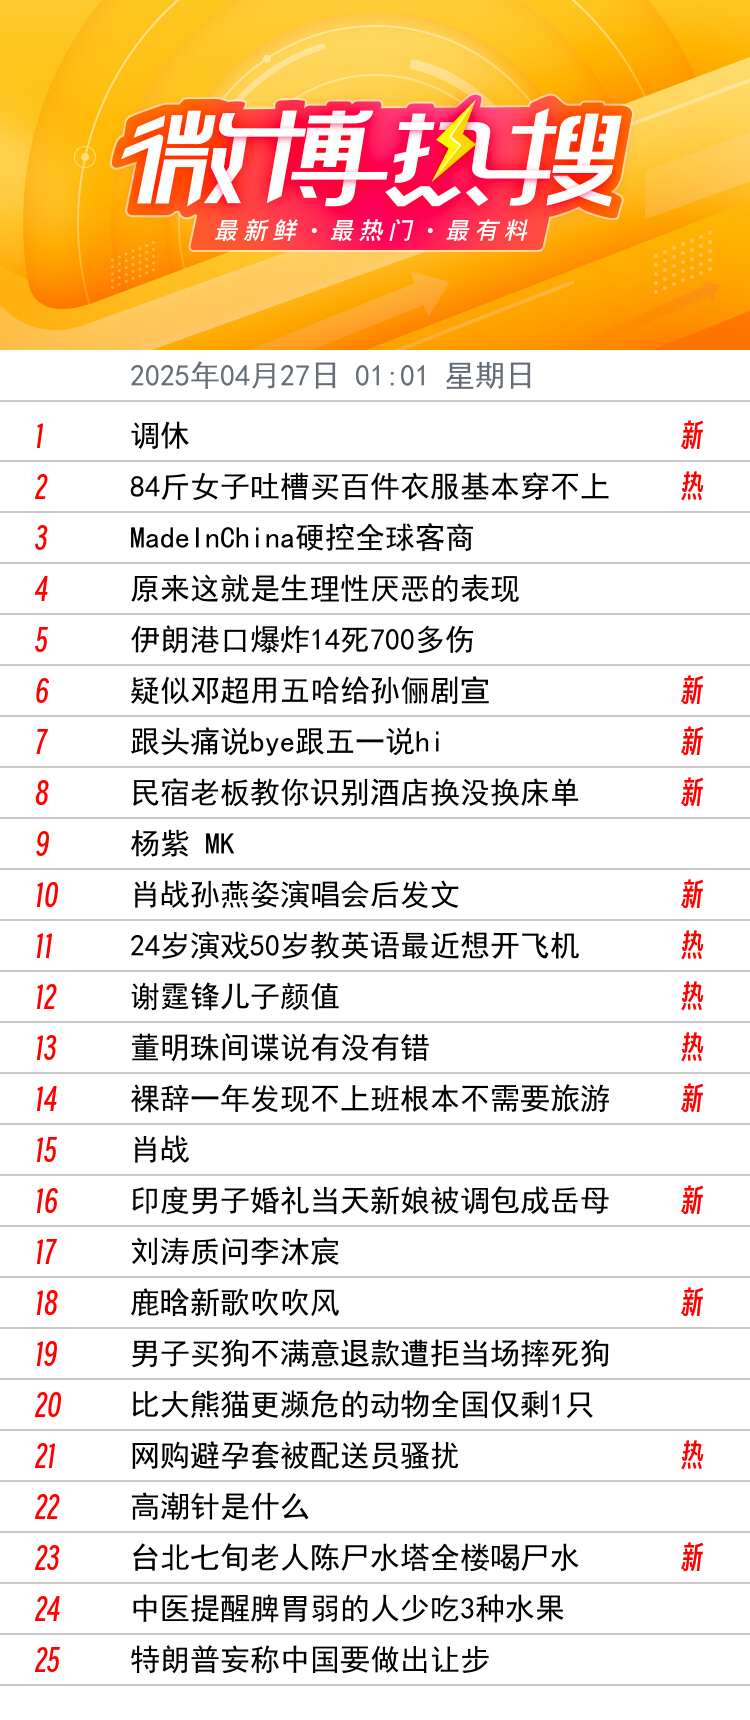 微博热搜
最新鲜·最热门·最有料
2025年04月27日 01:01 星期日
1 调休 新
2 84斤女子吐槽买百件衣服基本穿不上 热
3 MadeInChina硬控全球客商
4 原来这就是生理性厌恶的表现
5 伊朗港口爆炸14死700多伤
6 疑似邓超用五哈给孙俪剧宣 新
7 跟头痛说bye跟五一说hi 新
8 民宿老板教你识别酒店换没换床单 新
9 杨紫 MK
10 肖战孙燕姿演唱会后发文 新
11 24岁演戏50岁教英语最近想开飞机 热
12 谢霆锋儿子颜值 热
13 董明珠间谍说有没有错 热
14 裸辞一年发现不上班根本不需要旅游 新
15 肖战
16 印度男子婚礼当天新娘被调包成岳母 新
17 刘涛质问李沐宸
18 鹿晗新歌吹吹风 新
19 男子买狗不满意退款遭拒当场摔死狗
20 比大熊猫更濒危的动物全国仅剩1只
21 网购避孕套被配送员骚扰 热
22 高潮针是什么
23 台北七旬老人陈尸水塔全楼喝尸水 新
24 中医提醒脾胃弱的人少吃3种水果
25 特朗普妄称中国要做出让步